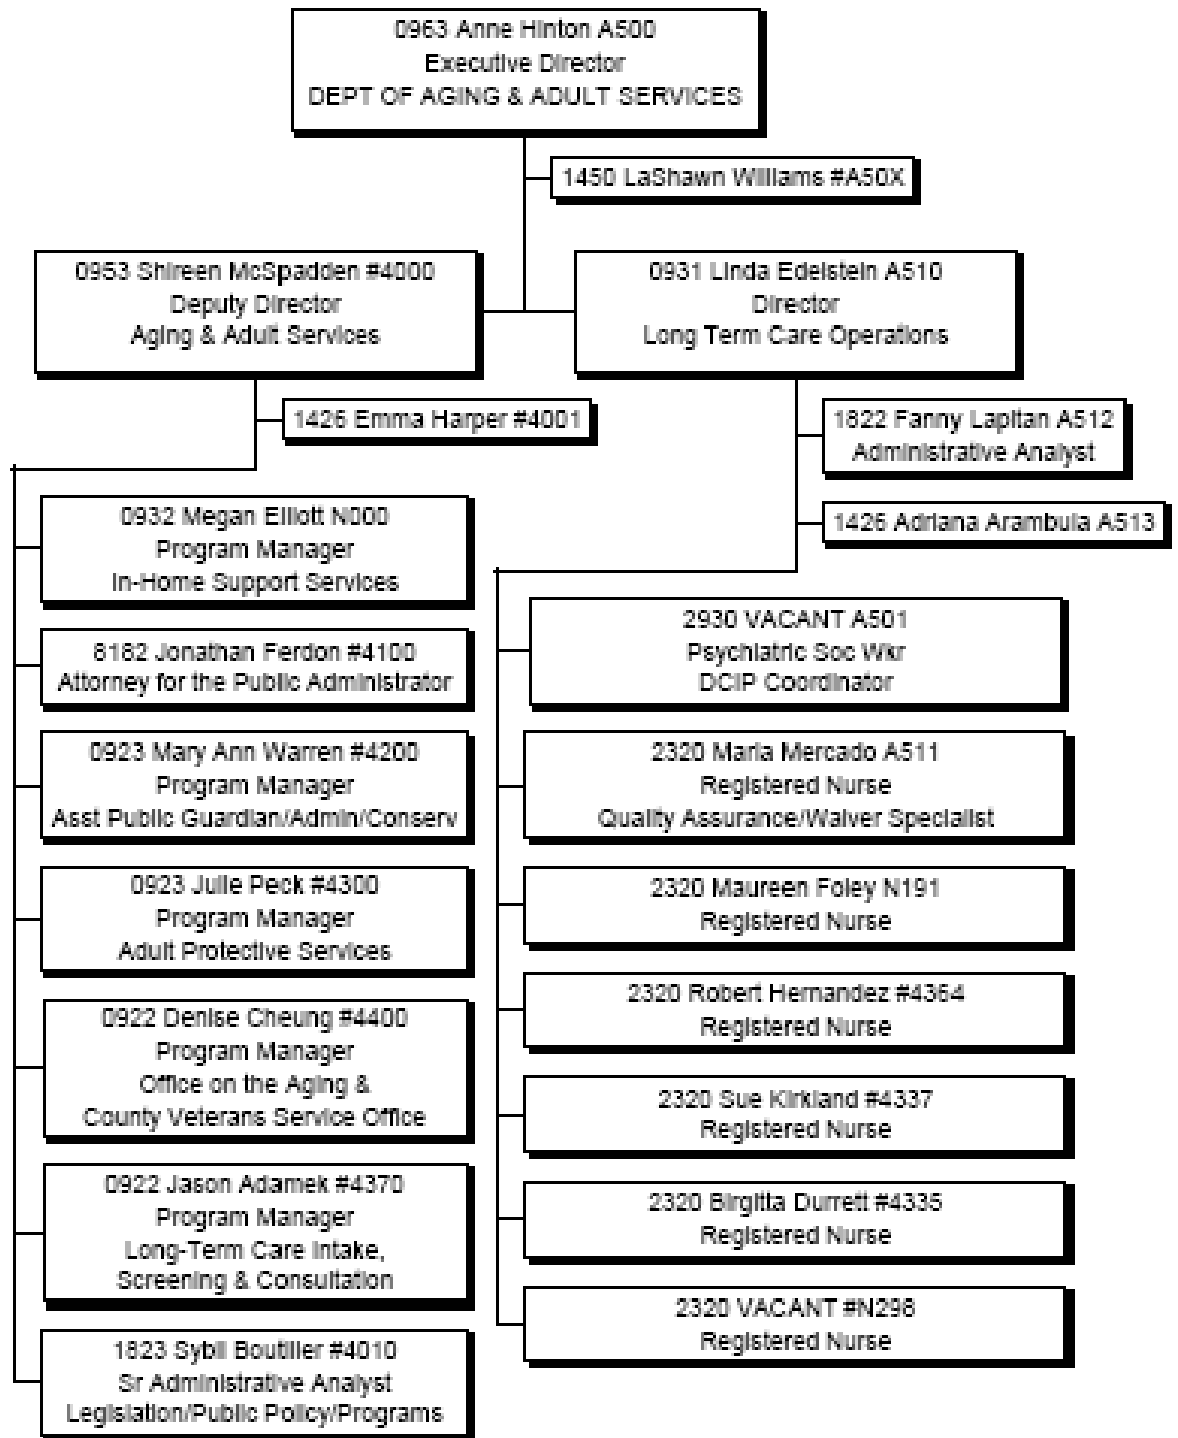 0963 Anne Hinton A500
Executive Director
DEPT OF AGING & ADULT SERVICES
1450 LaShawn Williams #A50X
0953 Shireen McSpadden #4000
Deputy Director
Aging & Adult Services
0931 Linda Edelstein A510
Director
Long Term Care Operations
1426 Emma Harper #4001
1822 Fanny Lapitan A512
Administrative Analyst
1426 Adriana Arambula A513
0932 Megan Elliott N000
Program Manager
In-Home Support Services
8182 Jonathan Ferdon #4100
Attorney for the Public Administrator
0923 Mary Ann Warren #4200
Program Manager
Asst Public Guardian/Admin/Conserv
0923 Julie Peck #4300
Program Manager
Adult Protective Services
0922 Denise Cheung #4400
Program Manager
Office on the Aging &
County Veterans Service Office
0922 Jason Adamek #4370
Program Manager
Long-Term Care Intake,
Screening & Consultation
1823 Sybil Boutilier #4010
Sr Administrative Analyst
Legislation/Public Policy/Programs
2930 VACANT A501
Psychiatric Soc Wkr
DCIP Coordinator
2320 Maria Mercado A511
Registered Nurse
Quality Assurance/Waiver Specialist
2320 Maureen Foley N191
Registered Nurse
2320 Robert Hernandez #4364
Registered Nurse
2320 Sue Kirkland #4337
Registered Nurse
2320 Birgitta Durrett #4335
Registered Nurse
2320 VACANT #N298
Registered Nurse